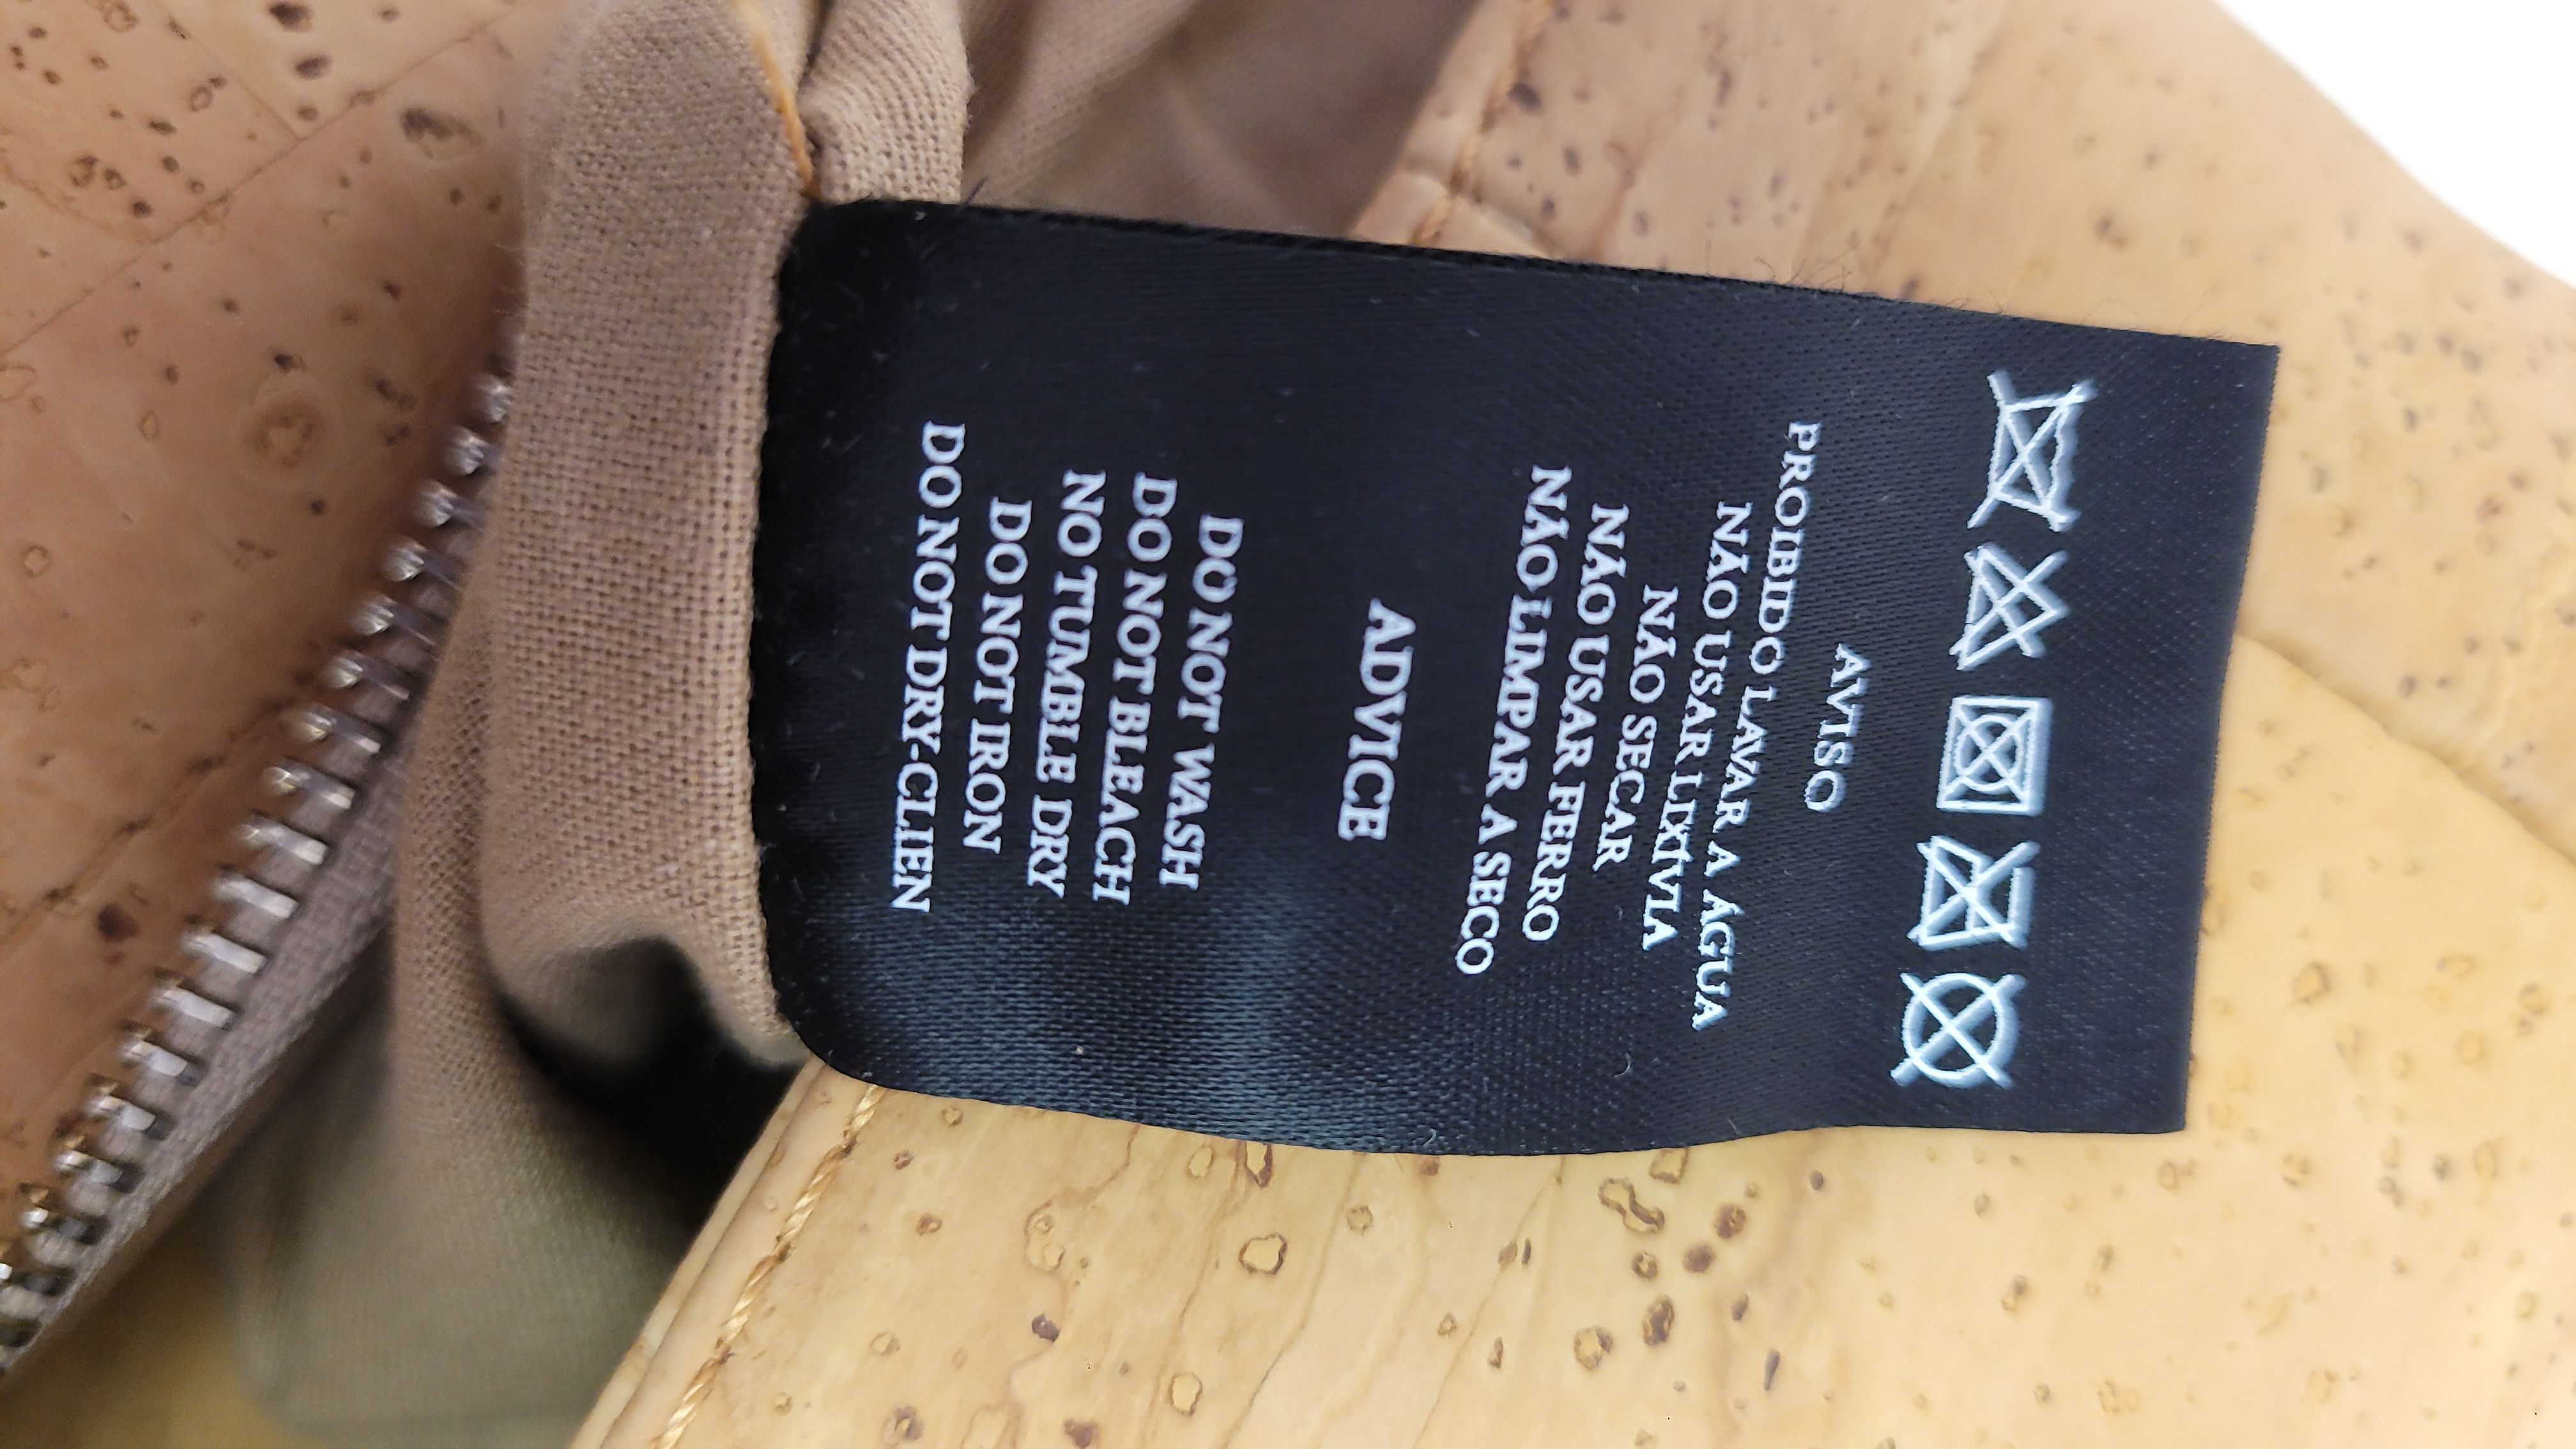 AVISO
PROIBIDO LAVAR A ÁGUA
NÃO USAR LIXÍVIA
NÃO SECAR
NÃO USAR FERRO
NÃO LIMPAR A SECO
ADVICE
DO NOT WASH
DO NOT BLEACH
NO TUMBLE DRY
DO NOT IRON
DO NOT DRY-CLIEN